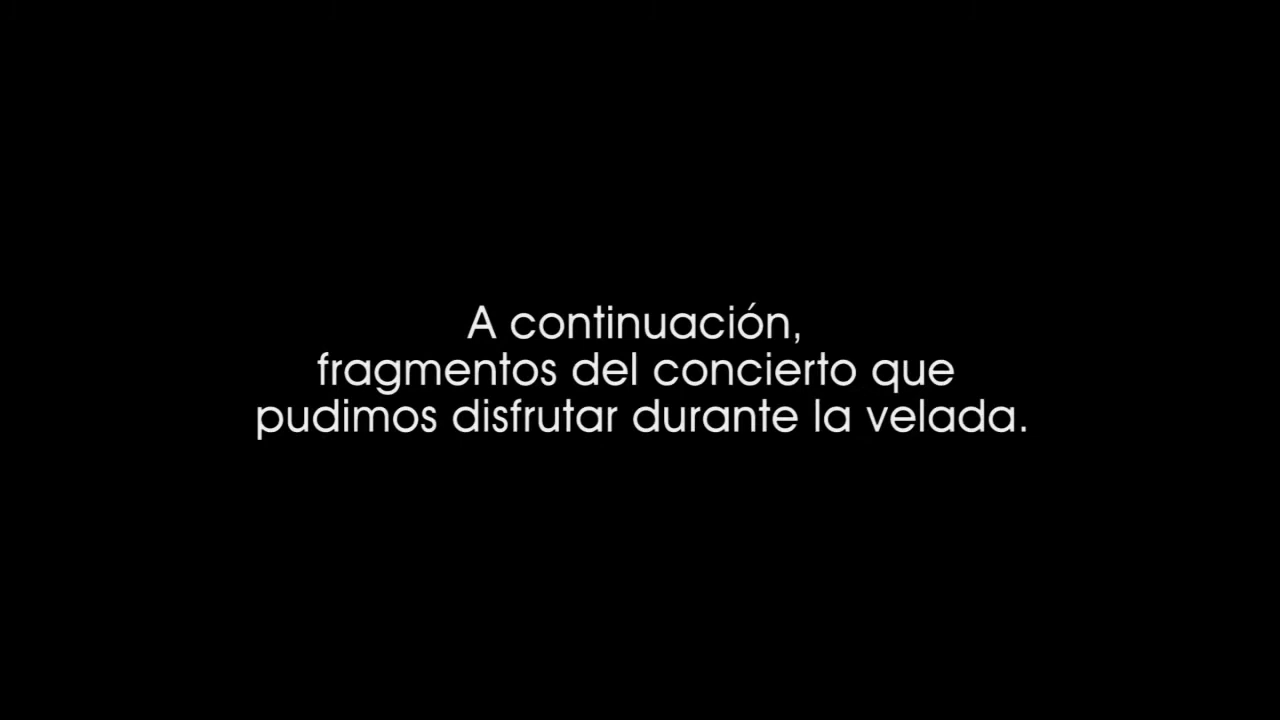 A continuación,
fragmentos del concierto que
pudimos disfrutar durante la velada.